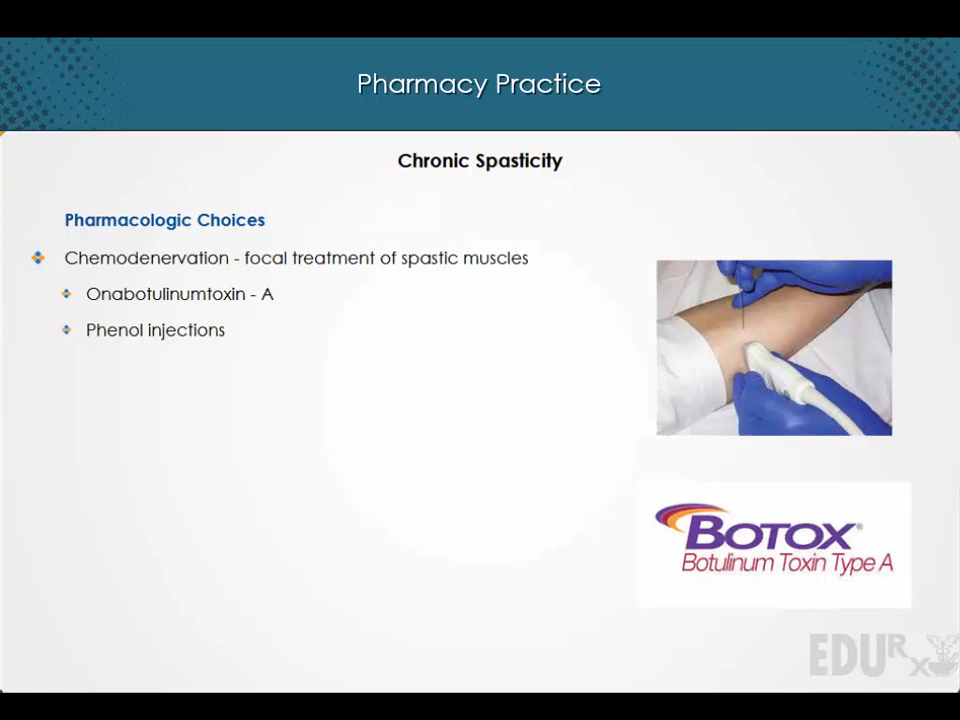 Pharmacy Practice
Chronic Spasticity
Pharmacologic Choices
Chemodenervation - focal treatment of spastic muscles
Onabotulinumtoxin - A
Phenol injections
BOTOX®
Botulinum Toxin Type A
EDURx